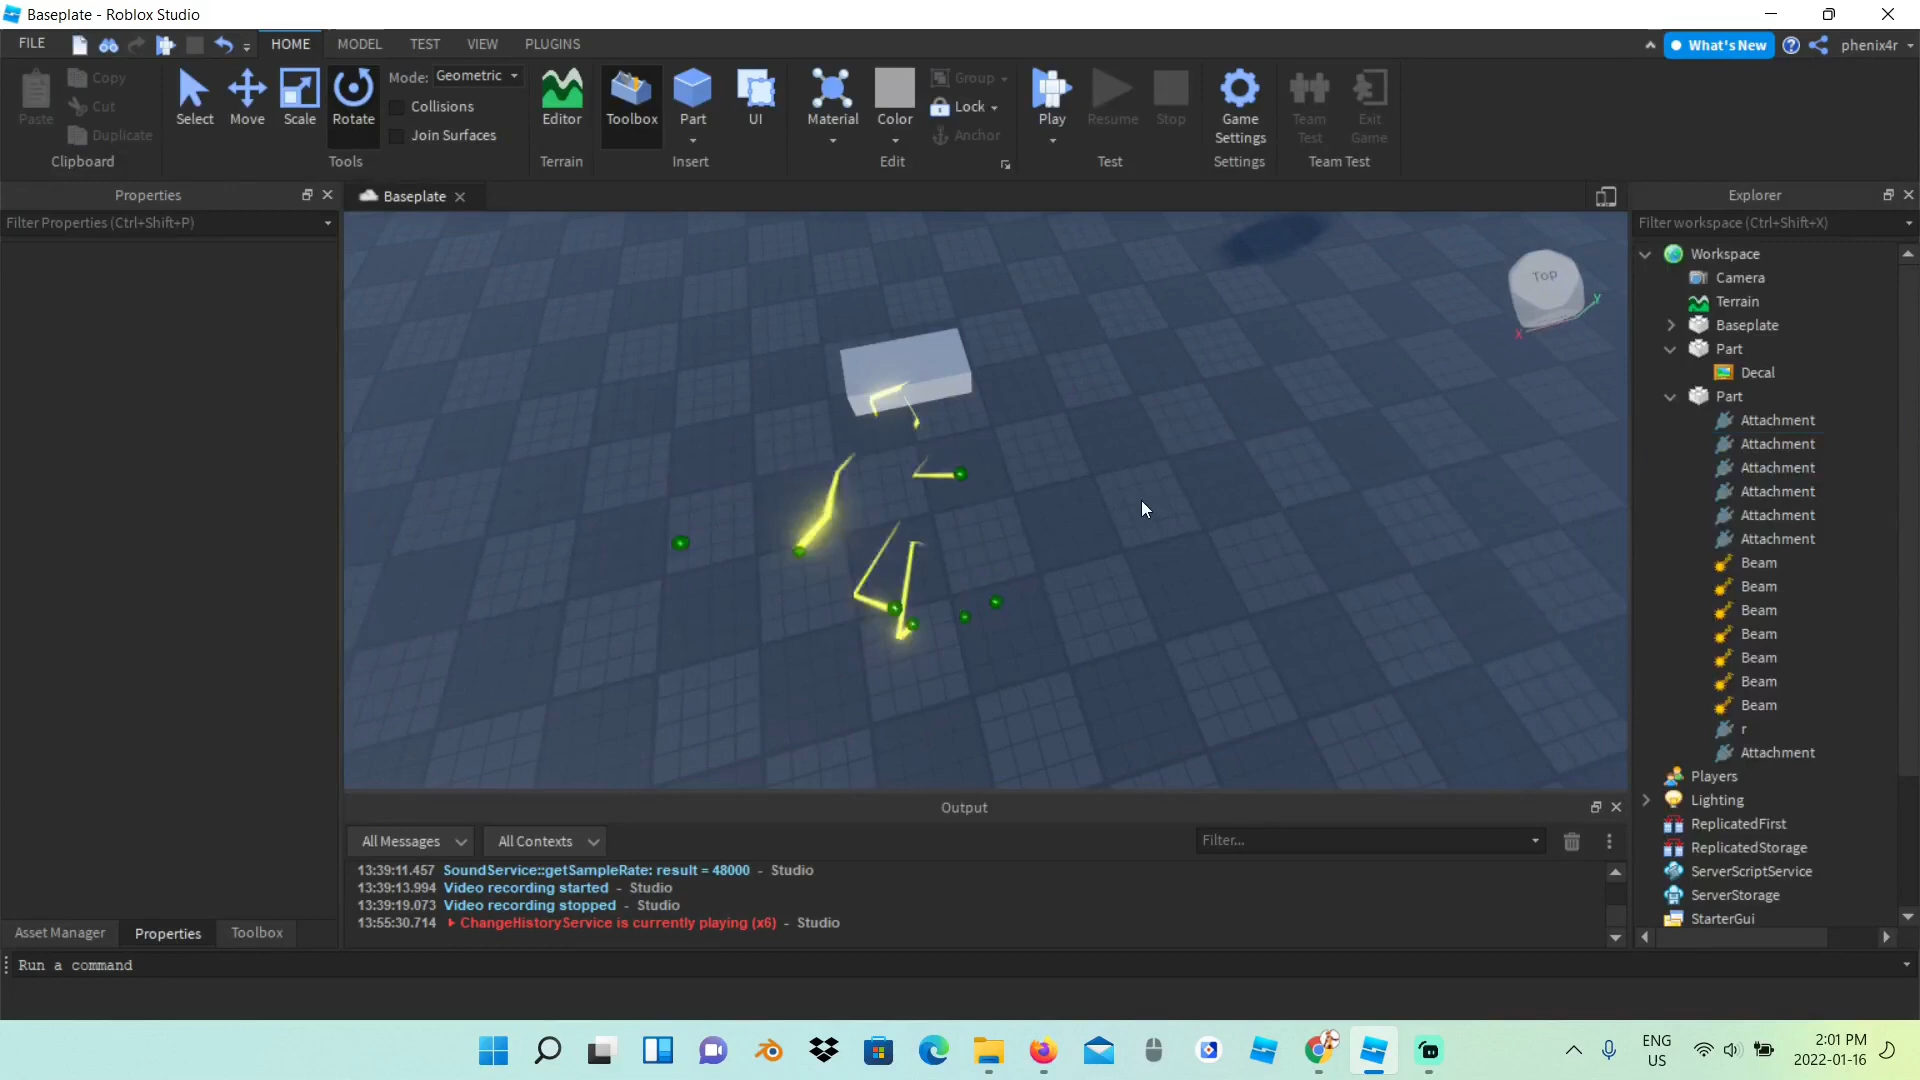 Baseplate - Roblox Studio
FILE HOME MODEL TEST VIEW PLUGINS What's New phenix4r
Paste Copy Cut Duplicate Clipboard
Select Move Scale Rotate Mode: Geometric Collisions Join Surfaces Tools
Editor Terrain
Toolbox Part UI Insert
Material Color Group Lock Anchor Edit
Play Resume Stop Test
Game Settings Settings
Team Test Exit Game Team Test
Properties
Filter Properties (Ctrl+Shift+P)
Baseplate
Top
X
Y
Explorer
Filter workspace (Ctrl+Shift+X)
Workspace
Camera
Terrain
Baseplate
Part
Decal
Part
Attachment
Attachment
Attachment
Attachment
Attachment
Attachment
Beam
Beam
Beam
Beam
Beam
Beam
Beam
r
Attachment
Players
Lighting
ReplicatedFirst
ReplicatedStorage
ServerScriptService
ServerStorage
StarterGui
Output
All Messages All Contexts Filter...
13:39:11.457 SoundService::getSampleRate: result = 48000 - Studio
13:39:13.994 Video recording started - Studio
13:39:19.073 Video recording stopped - Studio
13:55:30.714 ChangeHistoryService is currently playing (x6) - Studio
Asset Manager Properties Toolbox
Run a command
ENG
US
2:01 PM
2022-01-16